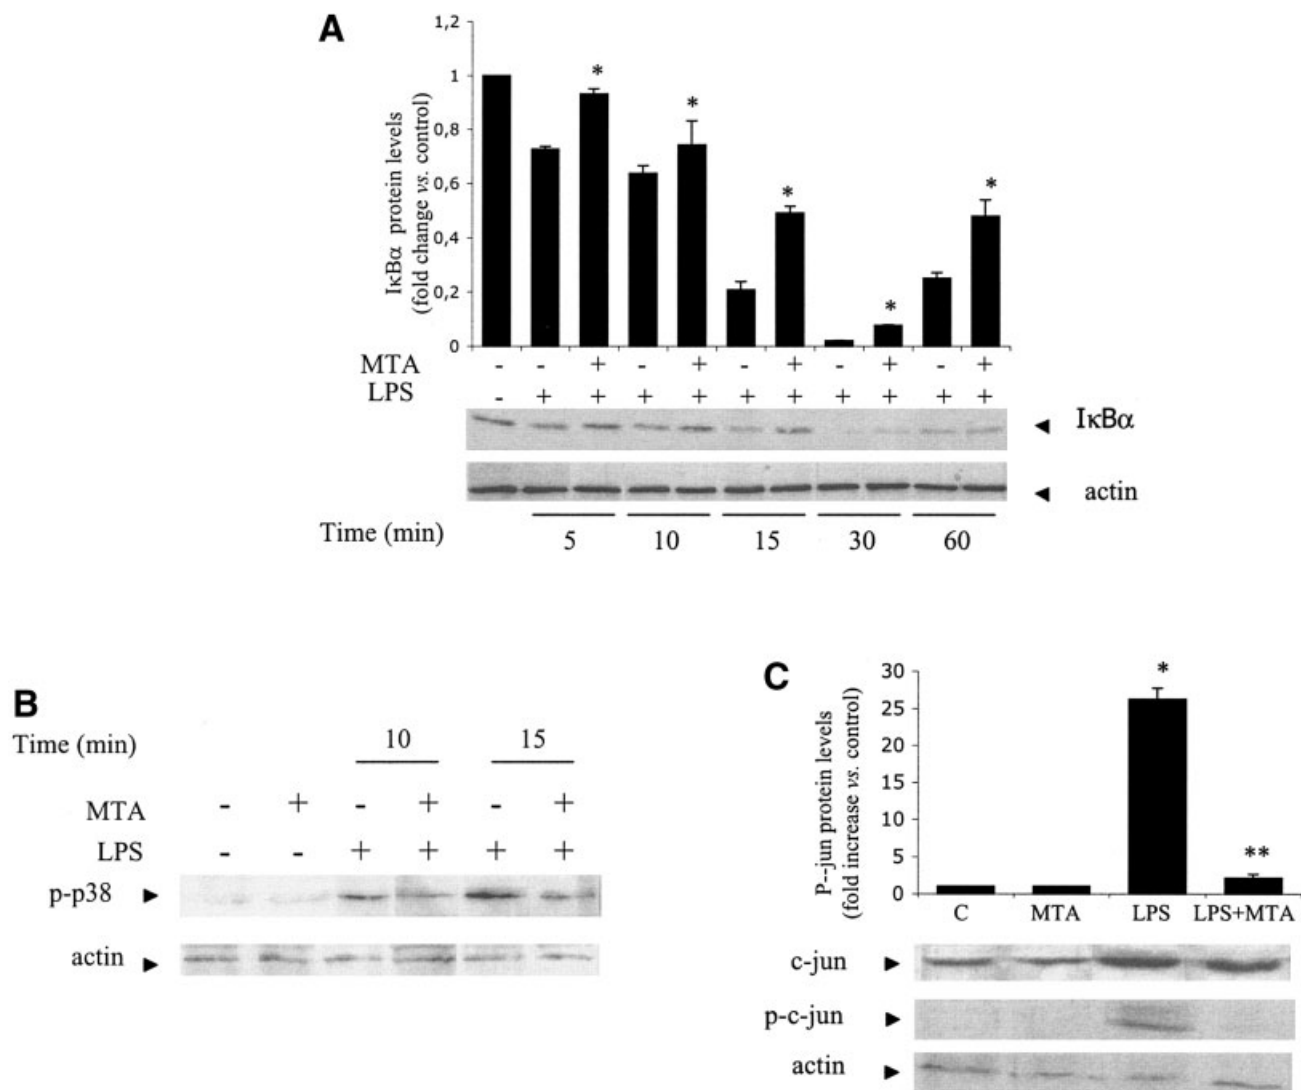 A
IκBα protein levels
(fold change vs. control)
1,2
1
0,8
0,6
0,4
0,2
0
* * * * *
MTA - - + - + - + - + - +
LPS - + + + + + + + + + +
IκBα
actin
Time (min) 5 10 15 30 60
B
Time (min) 10 15
MTA - + - + - +
LPS - - + + + +
p-p38
actin
C
P--jun protein levels
(fold increase vs. control)
30
25
20
15
10
5
0
* **
C MTA LPS LPS+MTA
c-jun
p-c-jun
actin